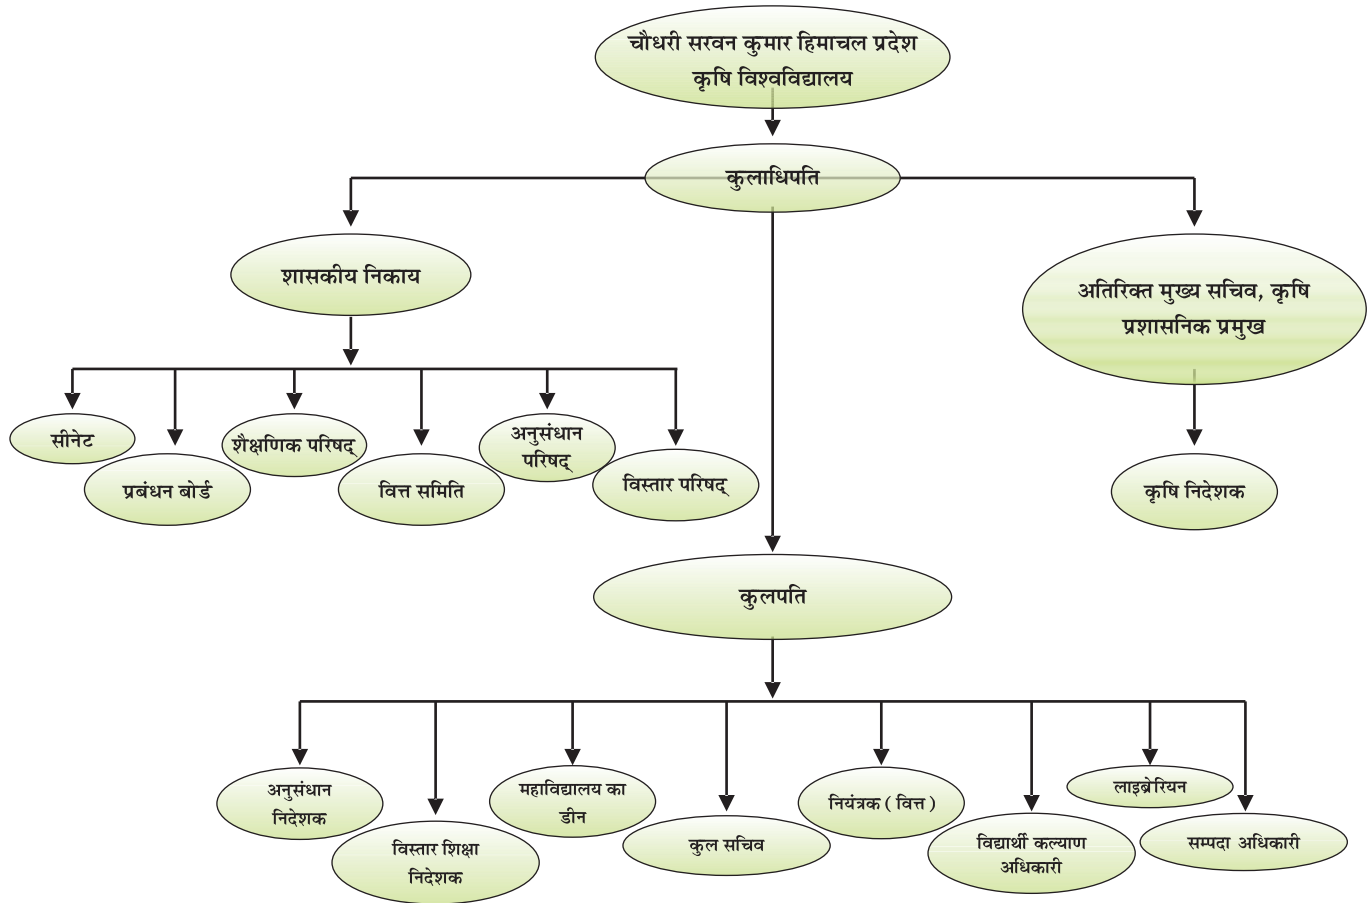 चौधरी सरवन कुमार हिमाचल प्रदेश
कृषि विश्वविद्यालय
कुलाधिपति
शासकीय निकाय
अतिरिक्त मुख्य सचिव, कृषि
प्रशासनिक प्रमुख
सीनेट
प्रबंधन बोर्ड
शैक्षणिक परिषद्
वित्त समिति
अनुसंधान
परिषद्
विस्तार परिषद्
कृषि निदेशक
कुलपति
अनुसंधान
निदेशक
विस्तार शिक्षा
निदेशक
महाविद्यालय का
डीन
कुल सचिव
नियंत्रक ( वित्त )
विद्यार्थी कल्याण
अधिकारी
लाइब्रेरियन
सम्पदा अधिकारी